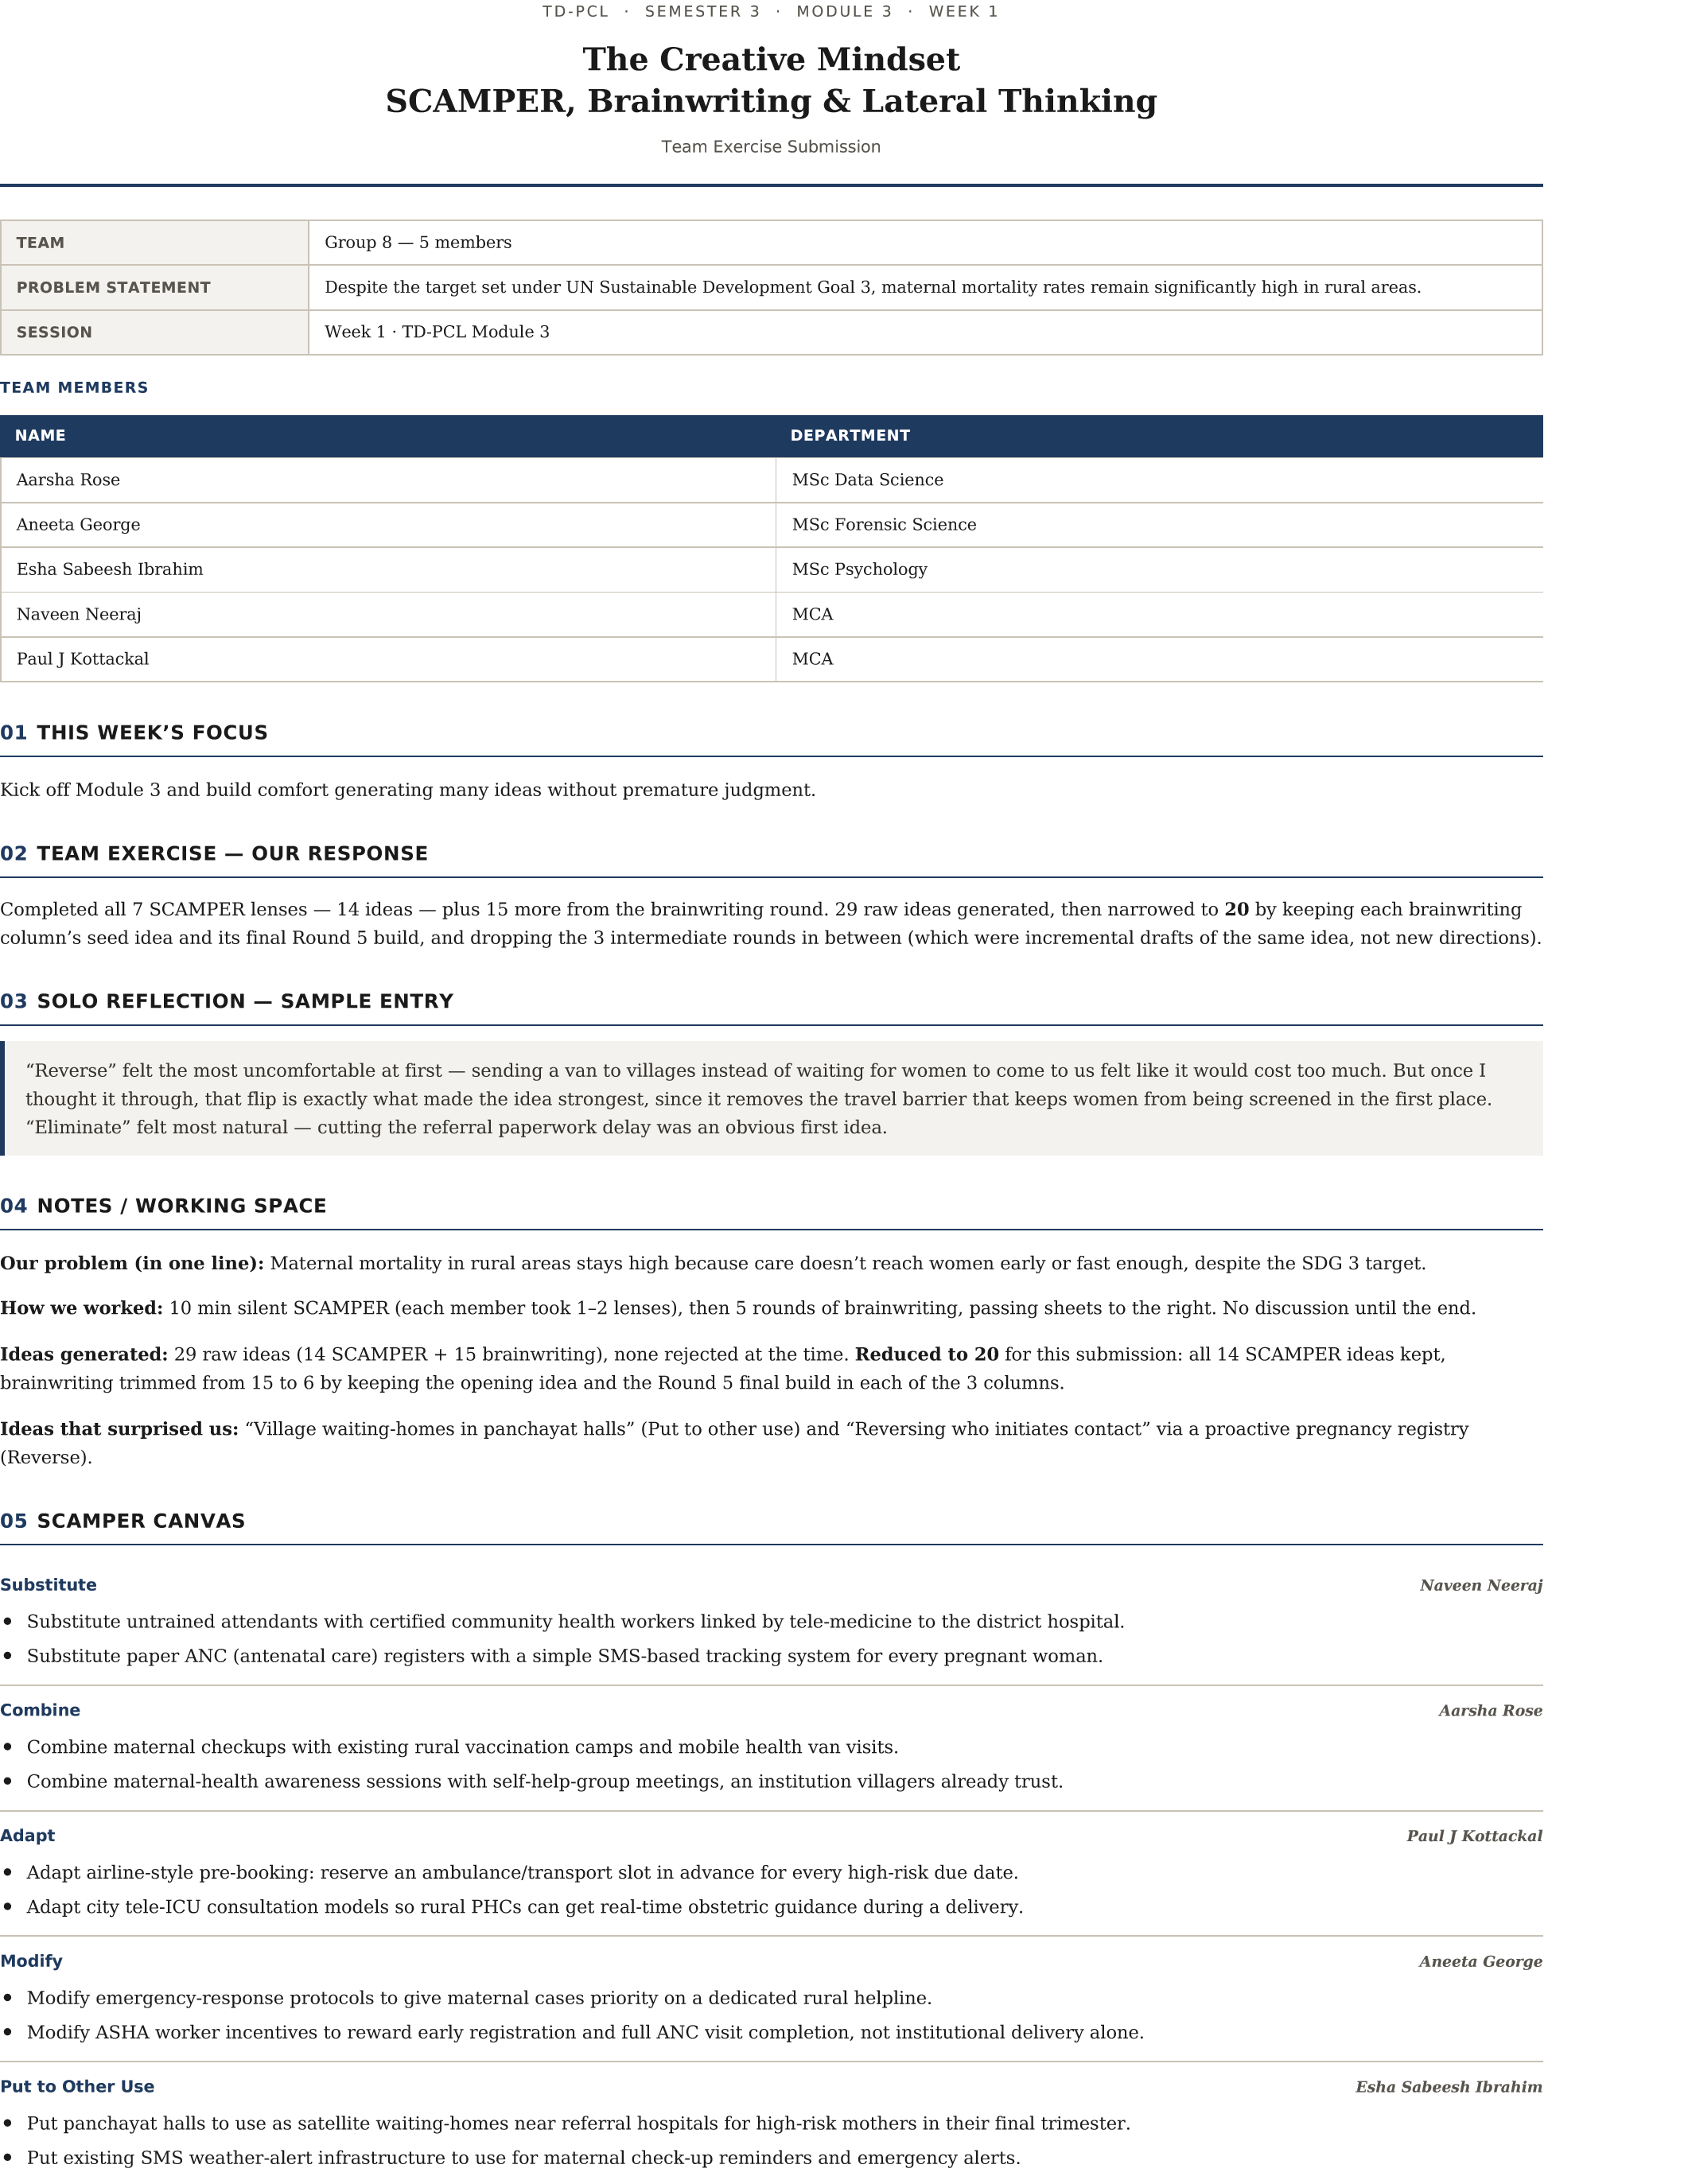 TD-PCL · SEMESTER 3 · MODULE 3 · WEEK 1
The Creative Mindset
SCAMPER, Brainwriting & Lateral Thinking
Team Exercise Submission
TEAM Group 8 — 5 members
PROBLEM STATEMENT Despite the target set under UN Sustainable Development Goal 3, maternal mortality rates remain significantly high in rural areas.
SESSION Week 1 · TD-PCL Module 3
TEAM MEMBERS
NAME DEPARTMENT
Aarsha Rose MSc Data Science
Aneeta George MSc Forensic Science
Esha Sabeesh Ibrahim MSc Psychology
Naveen Neeraj MCA
Paul J Kottackal MCA
01 THIS WEEK’S FOCUS
Kick off Module 3 and build comfort generating many ideas without premature judgment.
02 TEAM EXERCISE — OUR RESPONSE
Completed all 7 SCAMPER lenses — 14 ideas — plus 15 more from the brainwriting round. 29 raw ideas generated, then narrowed to 20 by keeping each brainwriting
column’s seed idea and its final Round 5 build, and dropping the 3 intermediate rounds in between (which were incremental drafts of the same idea, not new directions).
03 SOLO REFLECTION — SAMPLE ENTRY
“Reverse” felt the most uncomfortable at first — sending a van to villages instead of waiting for women to come to us felt like it would cost too much. But once I
thought it through, that flip is exactly what made the idea strongest, since it removes the travel barrier that keeps women from being screened in the first place.
“Eliminate” felt most natural — cutting the referral paperwork delay was an obvious first idea.
04 NOTES / WORKING SPACE
Our problem (in one line): Maternal mortality in rural areas stays high because care doesn’t reach women early or fast enough, despite the SDG 3 target.
How we worked: 10 min silent SCAMPER (each member took 1–2 lenses), then 5 rounds of brainwriting, passing sheets to the right. No discussion until the end.
Ideas generated: 29 raw ideas (14 SCAMPER + 15 brainwriting), none rejected at the time. Reduced to 20 for this submission: all 14 SCAMPER ideas kept,
brainwriting trimmed from 15 to 6 by keeping the opening idea and the Round 5 final build in each of the 3 columns.
Ideas that surprised us: “Village waiting-homes in panchayat halls” (Put to other use) and “Reversing who initiates contact” via a proactive pregnancy registry
(Reverse).
05 SCAMPER CANVAS
Substitute Naveen Neeraj
• Substitute untrained attendants with certified community health workers linked by tele-medicine to the district hospital.
• Substitute paper ANC (antenatal care) registers with a simple SMS-based tracking system for every pregnant woman.
Combine Aarsha Rose
• Combine maternal checkups with existing rural vaccination camps and mobile health van visits.
• Combine maternal-health awareness sessions with self-help-group meetings, an institution villagers already trust.
Adapt Paul J Kottackal
• Adapt airline-style pre-booking: reserve an ambulance/transport slot in advance for every high-risk due date.
• Adapt city tele-ICU consultation models so rural PHCs can get real-time obstetric guidance during a delivery.
Modify Aneeta George
• Modify emergency-response protocols to give maternal cases priority on a dedicated rural helpline.
• Modify ASHA worker incentives to reward early registration and full ANC visit completion, not institutional delivery alone.
Put to Other Use Esha Sabeesh Ibrahim
• Put panchayat halls to use as satellite waiting-homes near referral hospitals for high-risk mothers in their final trimester.
• Put existing SMS weather-alert infrastructure to use for maternal check-up reminders and emergency alerts.